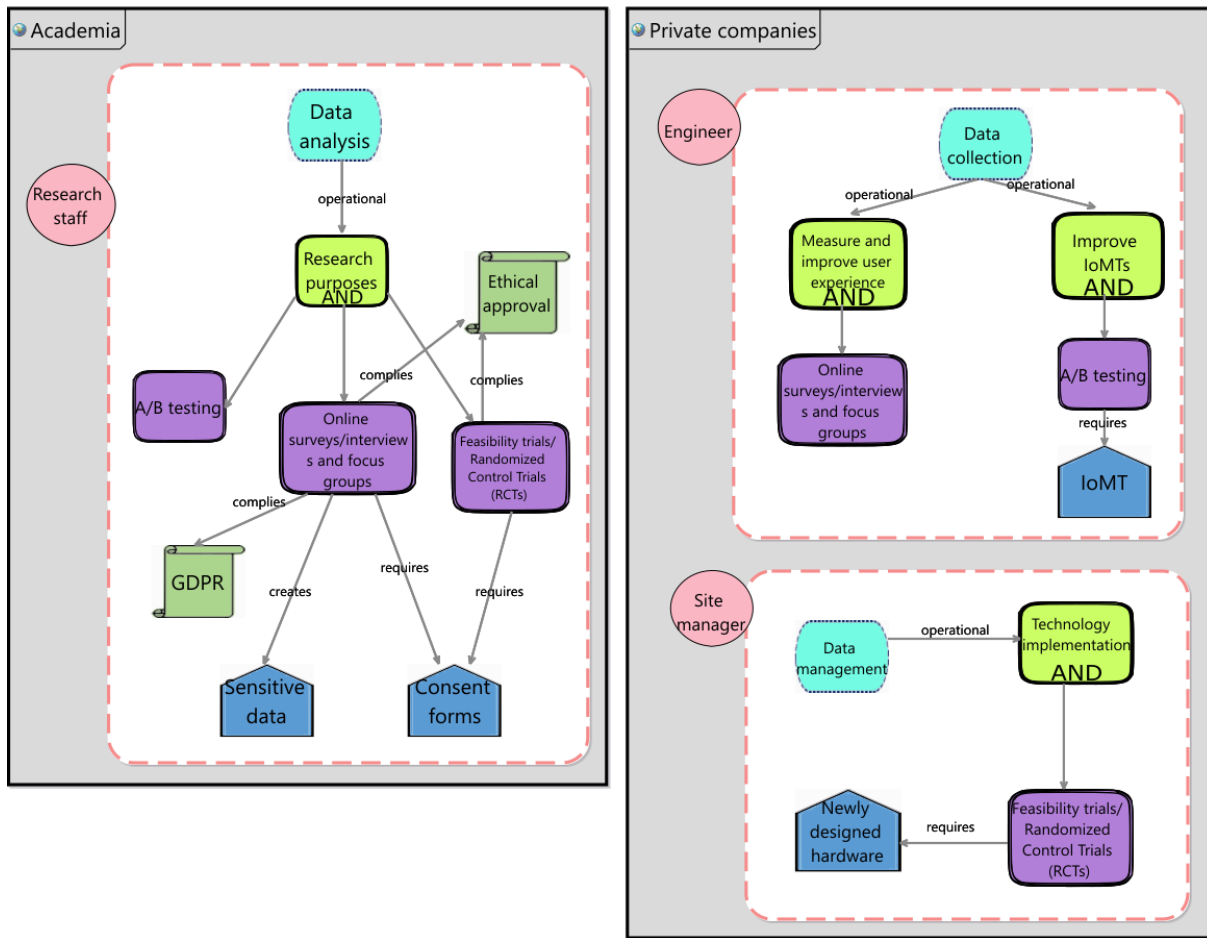 Academia
Research
staff
Data
analysis
operational
Research
purposes
AND
Ethical
approval
complies
complies
A/B testing
Online
surveys/interview
s and focus
groups
Feasibility trials/
Randomized
Control Trials
(RCTs)
complies
GDPR
creates
requires
requires
Sensitive
data
Consent
forms
Private companies
Engineer
Data
collection
operational
operational
Measure and
improve user
experience
AND
Improve
IoMTs
AND
Online
surveys/interview
s and focus
groups
A/B testing
requires
IoMT
Site
manager
Data
management
operational
Technology
implementation
AND
Newly
designed
hardware
requires
Feasibility trials/
Randomized
Control Trials
(RCTs)